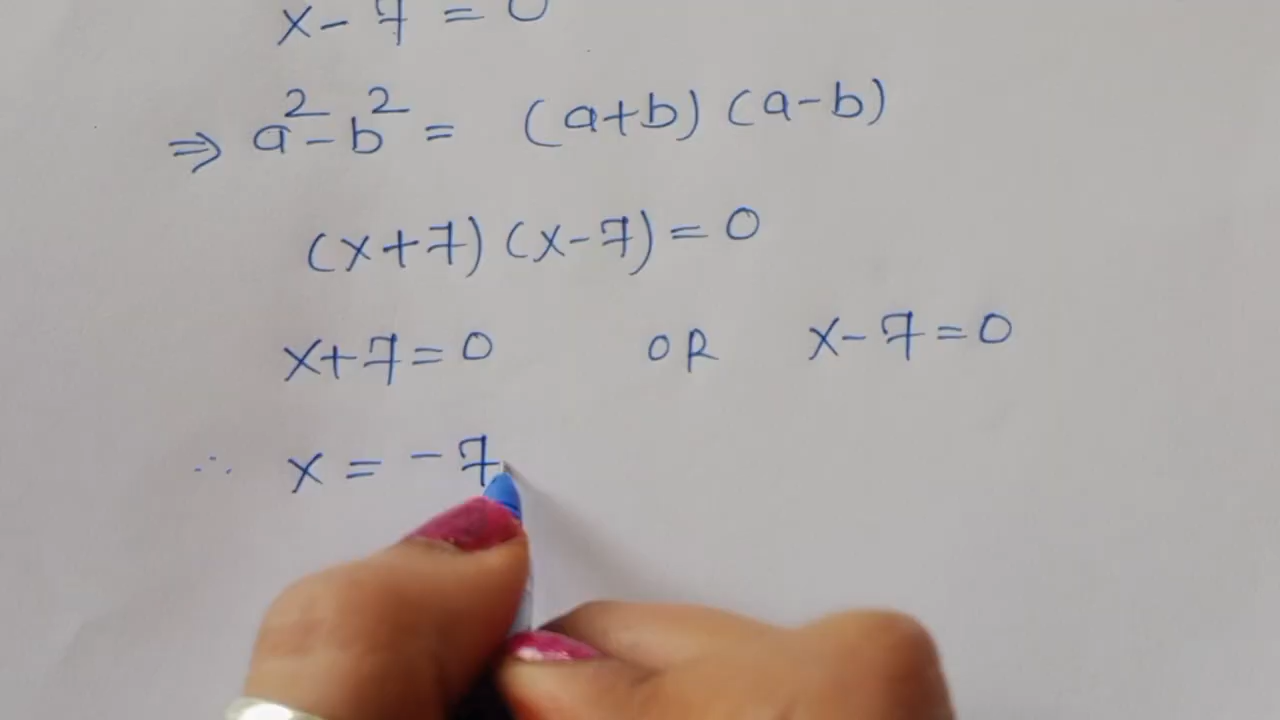 x - 7 = 0
⇒ a² - b² = (a+b) (a-b)
(x+7) (x-7) = 0
x+7=0 OR x-7=0
∴ x = -7